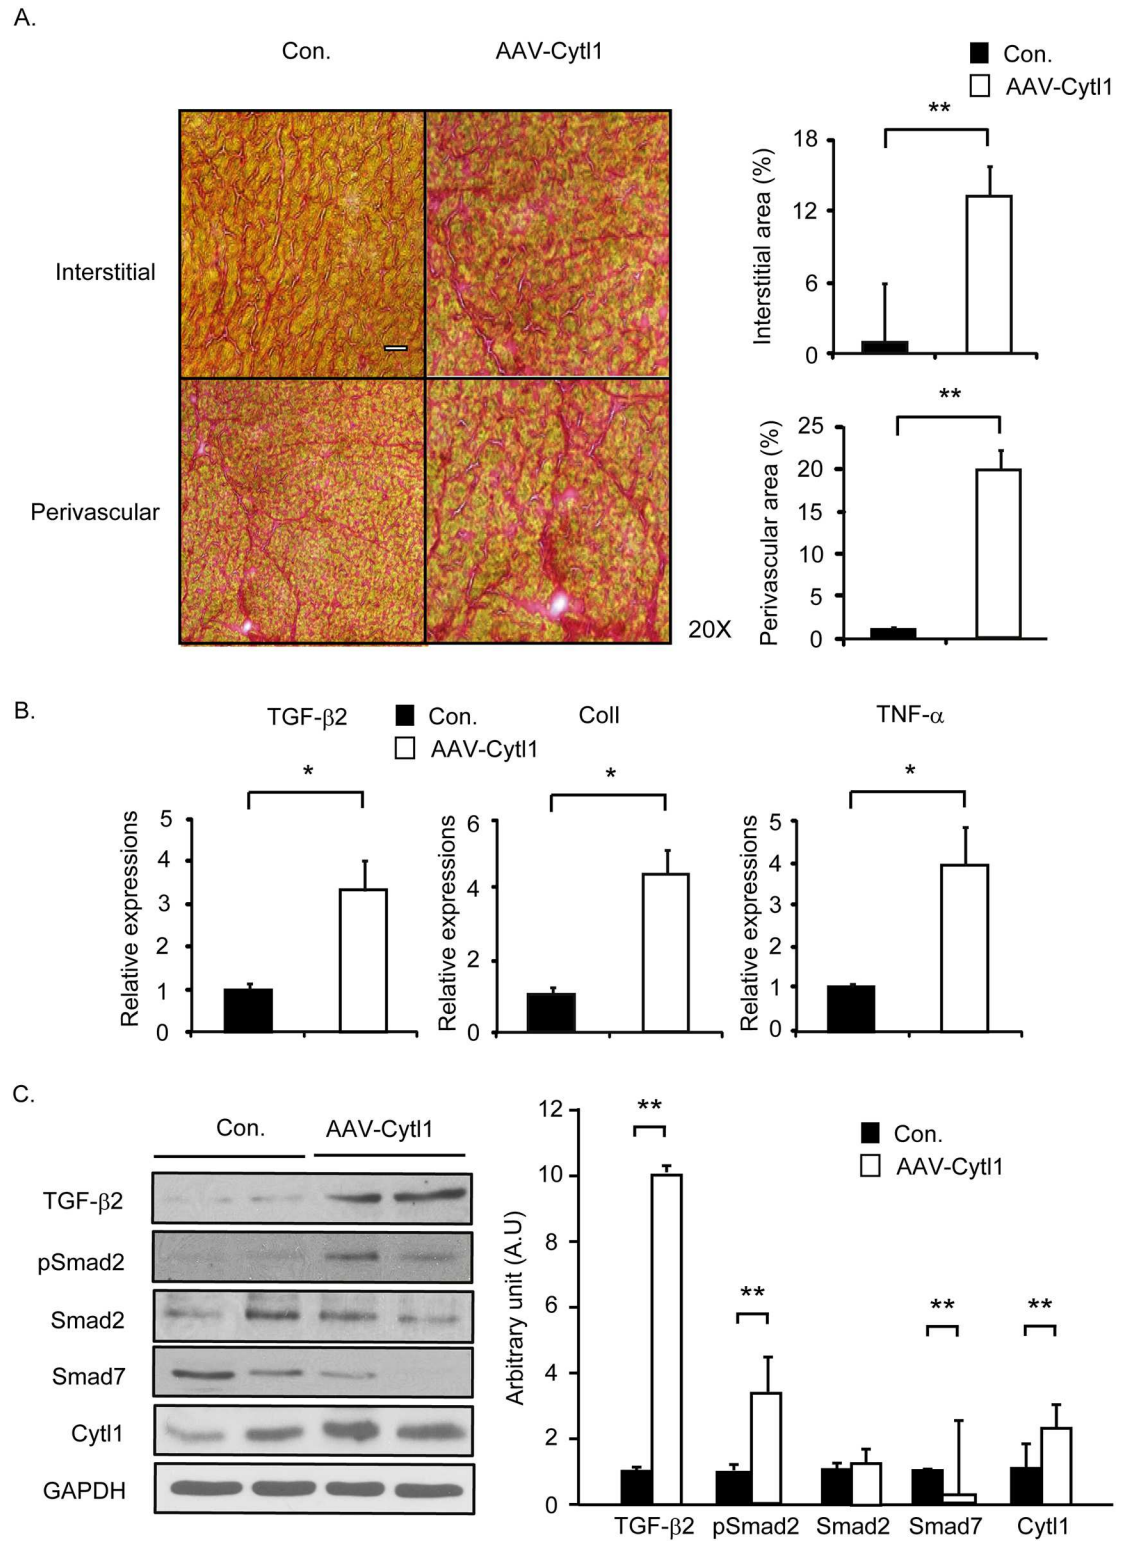 A.
Con. AAV-Cytl1
Con.
AAV-Cytl1
Interstitial
Perivascular
20X
**
Interstitial area (%)
18
12
6
0
**
Perivascular area (%)
25
20
15
10
5
0
B.
TGF-β2
Con.
AAV-Cytl1
Coll
TNF-α
*
Relative expressions
5
4
3
2
1
0
*
Relative expressions
6
4
2
0
*
Relative expressions
5
4
3
2
1
0
C.
Con. AAV-Cytl1
TGF-β2
pSmad2
Smad2
Smad7
Cytl1
GAPDH
Arbitrary unit (A.U)
12
10
8
6
4
2
0
Con.
AAV-Cytl1
**
**
**
**
TGF-β2 pSmad2 Smad2 Smad7 Cytl1